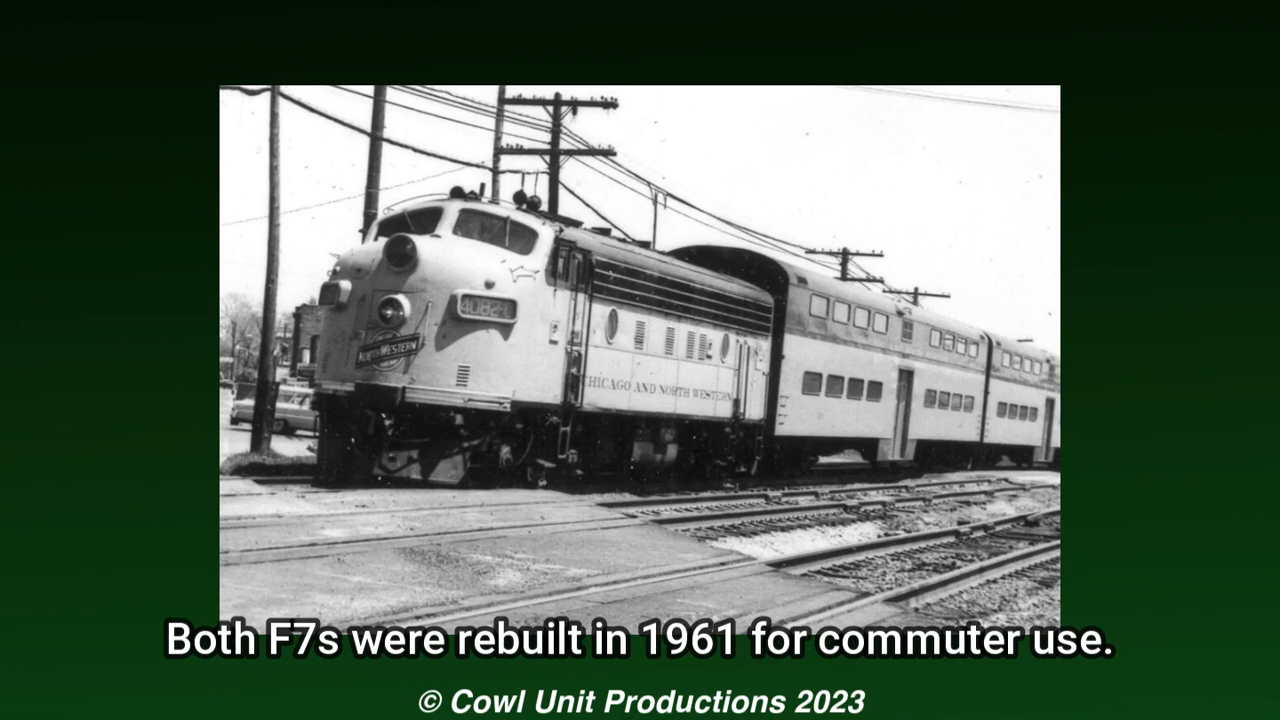 4082-C
NORTH WESTERN
CHICAGO AND NORTH WESTERN
Both F7s were rebuilt in 1961 for commuter use.
© Cowl Unit Productions 2023